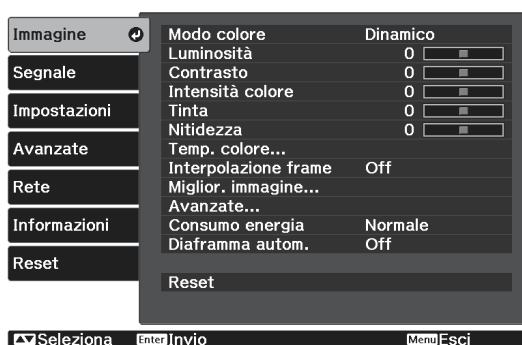 Immagine
Segnale
Impostazioni
Avanzate
Rete
Informazioni
Reset
Modo colore Dinamico
Luminosità 0
Contrasto 0
Intensità colore 0
Tinta 0
Nitidezza 0
Temp. colore...
Interpolazione frame Off
Miglior. immagine...
Avanzate...
Consumo energia Normale
Diaframma autom. Off
Reset
Seleziona Enter Invio Menu Esci